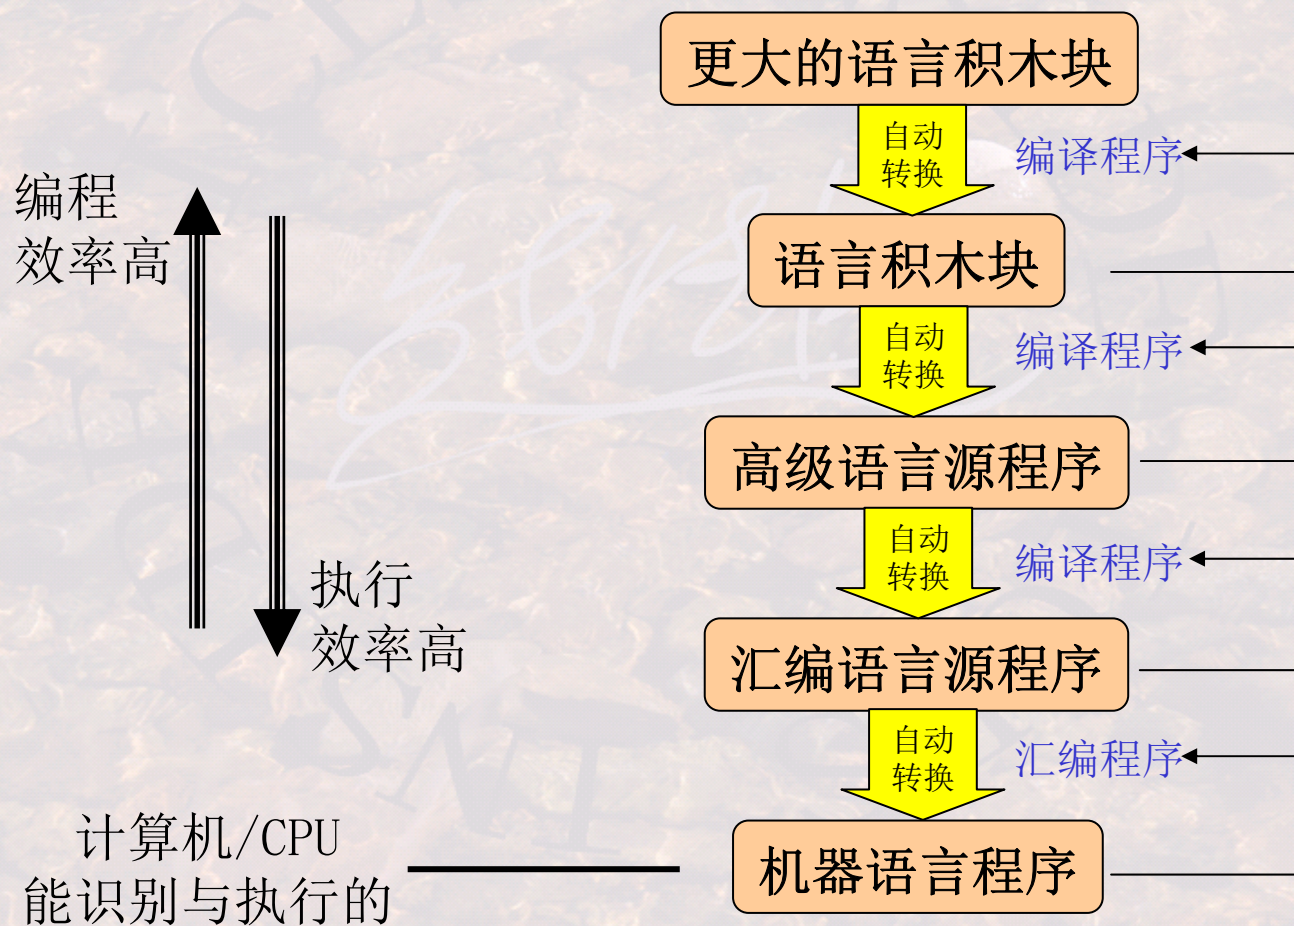 更大的语言积木块
自动
转换
编译程序
编程
效率高
语言积木块
自动
转换
编译程序
高级语言源程序
自动
转换
编译程序
执行
效率高
汇编语言源程序
自动
转换
汇编程序
计算机/CPU
能识别与执行的
机器语言程序